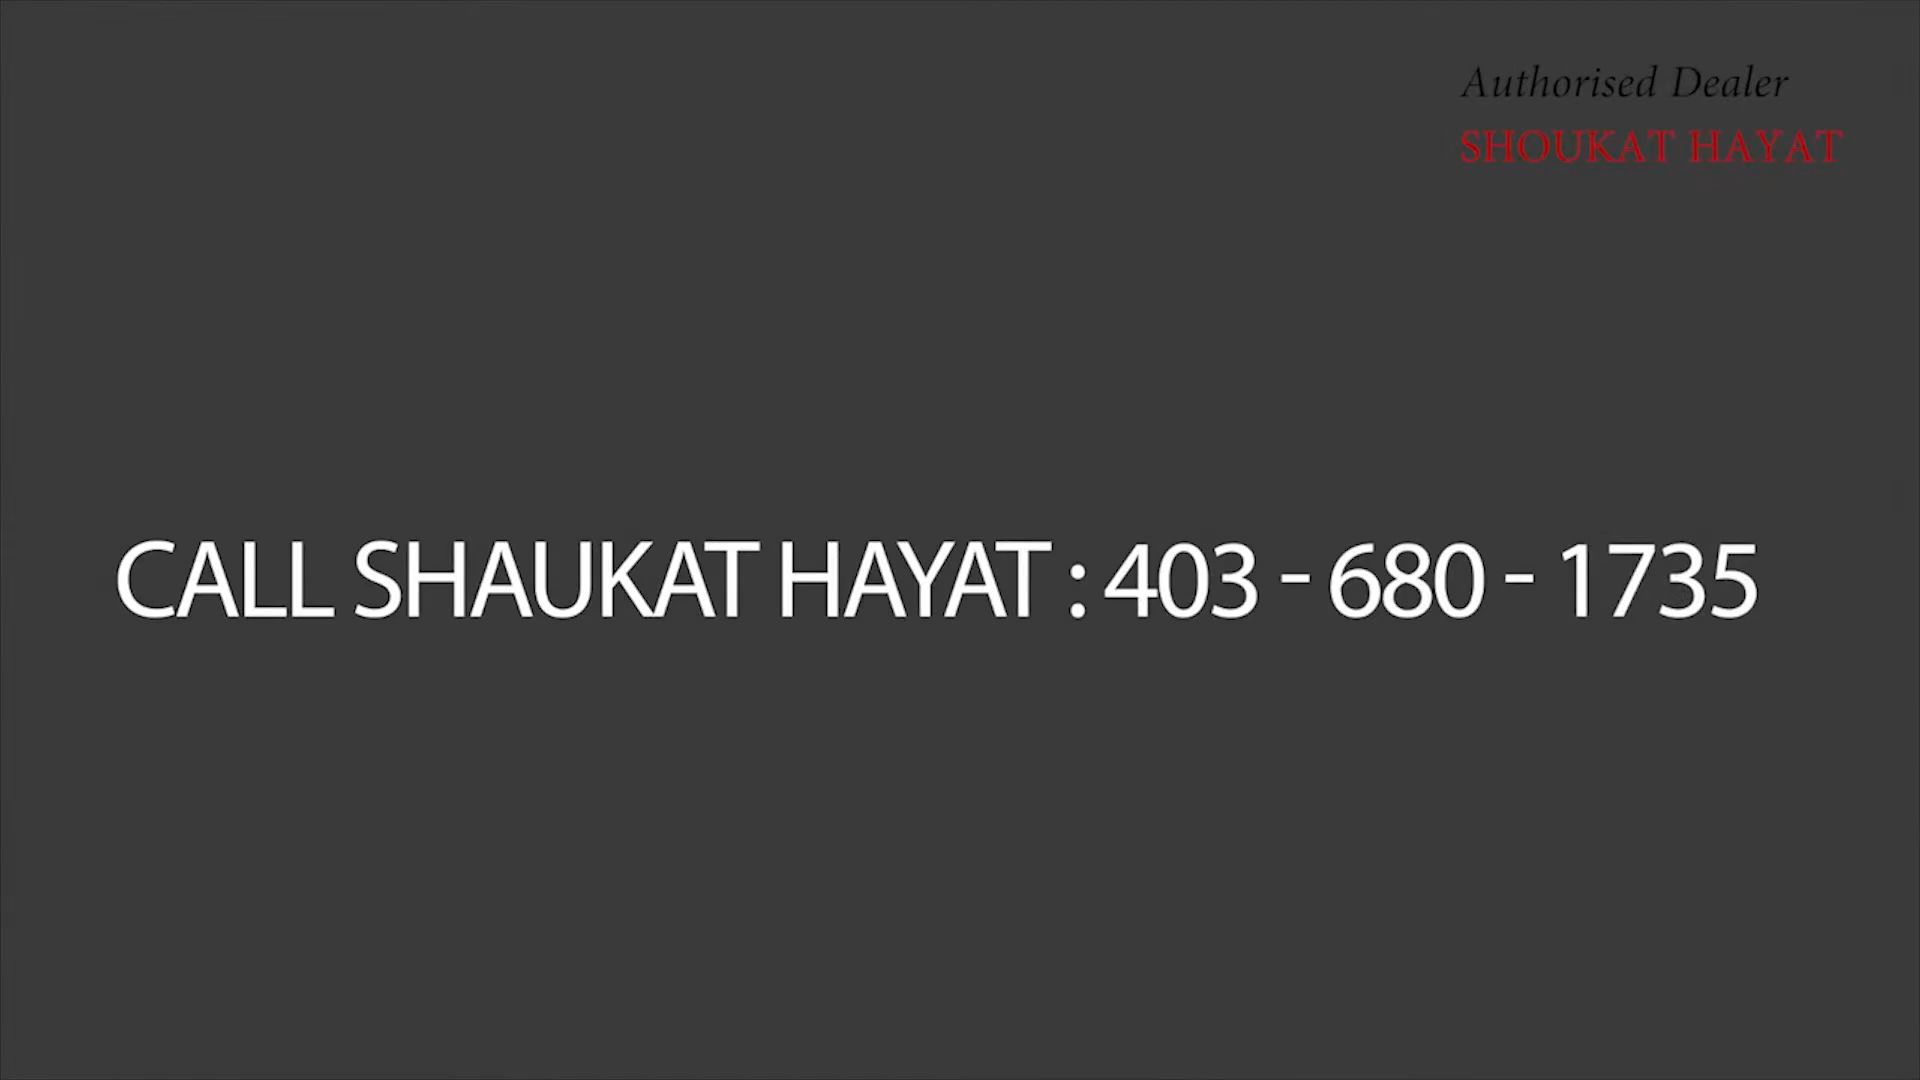 Authorised Dealer
SHOUKAT HAYAT
CALL SHAUKAT HAYAT : 403 - 680 - 1735